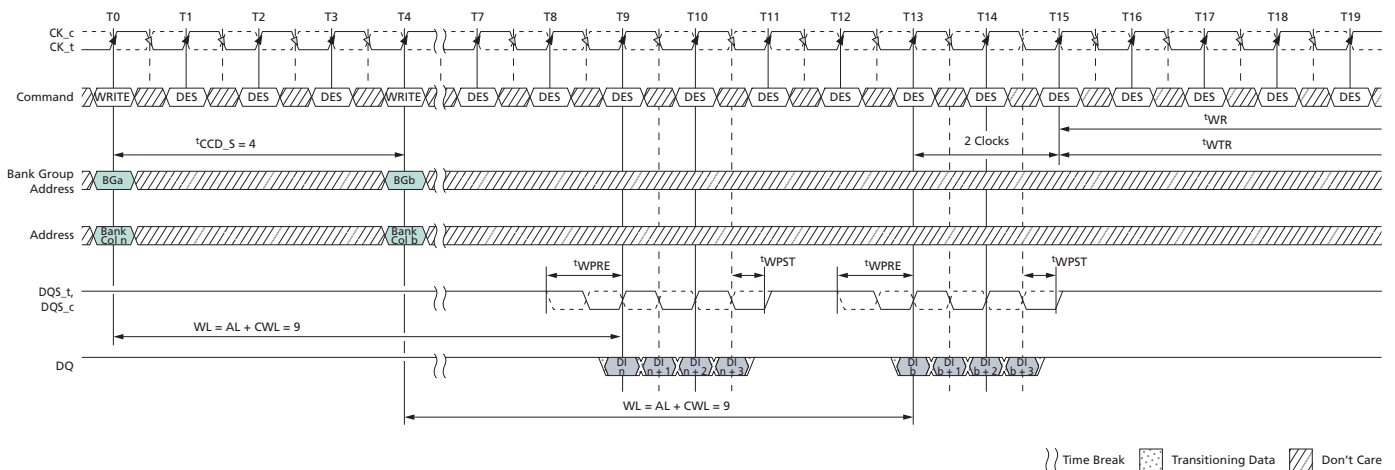 T0 T1 T2 T3 T4 T7 T8 T9 T10 T11 T12 T13 T14 T15 T16 T17 T18 T19
CK_c
CK_t
Command WRITE DES DES DES WRITE DES DES DES DES DES DES DES DES DES DES DES DES DES
tWR
tCCD_S = 4
2 Clocks
tWTR
Bank Group
Address
BGa BGb
Address
Bank
Col n
Bank
Col b
tWPRE tWPST tWPRE tWPST
DQS_t,
DQS_c
WL = AL + CWL = 9
DQ
DI
n
DI
n + 1
DI
n + 2
DI
n + 3
DI
b
DI
b + 1
DI
b + 2
DI
b + 3
WL = AL + CWL = 9
Time Break Transitioning Data Don't Care